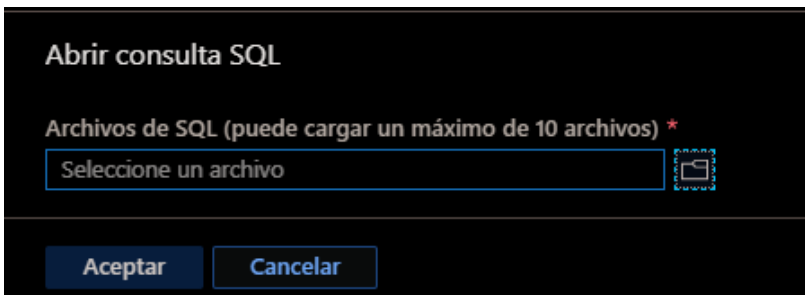 Abrir consulta SQL
Archivos de SQL (puede cargar un máximo de 10 archivos) *
Seleccione un archivo
Aceptar Cancelar